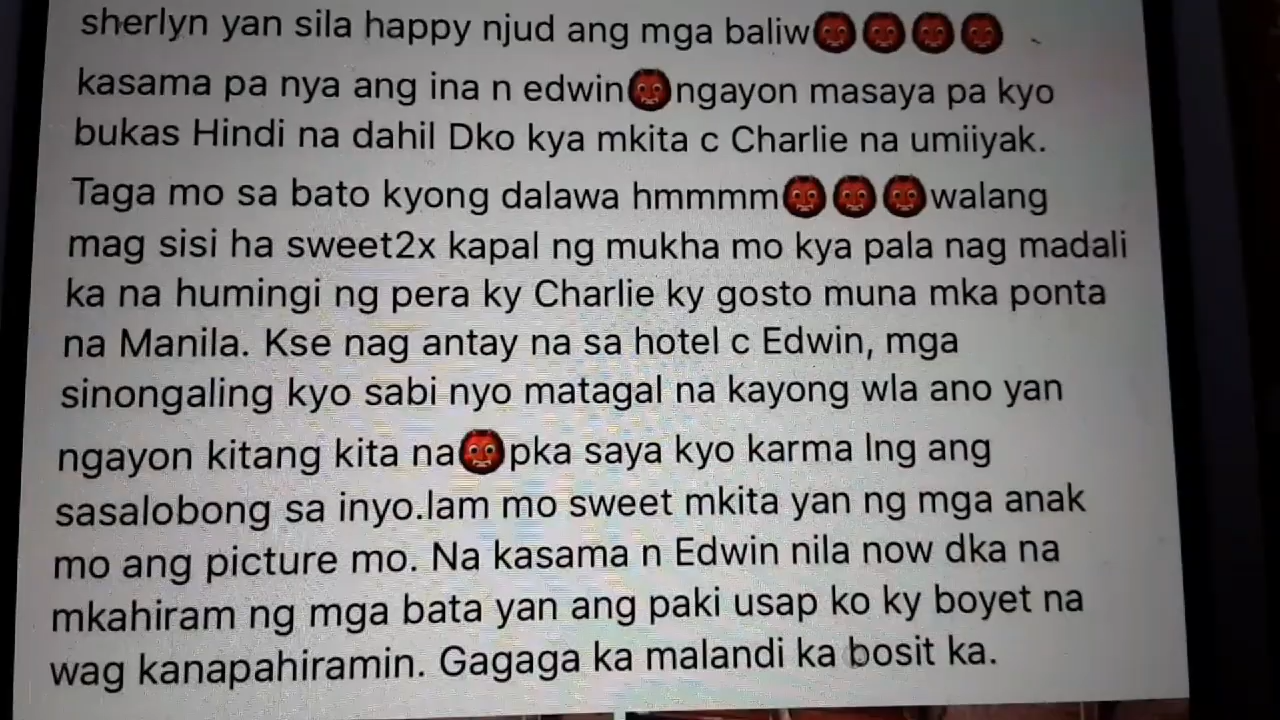 sherlyn yan sila happy njud ang mga baliw👹👹👹👹
kasama pa nya ang ina n edwin👹ngayon masaya pa kyo
bukas Hindi na dahil Dko kya mkita c Charlie na umiiyak.
Taga mo sa bato kyong dalawa hmmmm👹👹👹walang
mag sisi ha sweet2x kapal ng mukha mo kya pala nag madali
ka na humingi ng pera ky Charlie ky gosto muna mka ponta
na Manila. Kse nag antay na sa hotel c Edwin, mga
sinongaling kyo sabi nyo matagal na kayong wla ano yan
ngayon kitang kita na👹pka saya kyo karma lng ang
sasalobong sa inyo.lam mo sweet mkita yan ng mga anak
mo ang picture mo. Na kasama n Edwin nila now dka na
mkahiram ng mga bata yan ang paki usap ko ky boyet na
wag kanapahiramin. Gagaga ka malandi ka bosit ka.